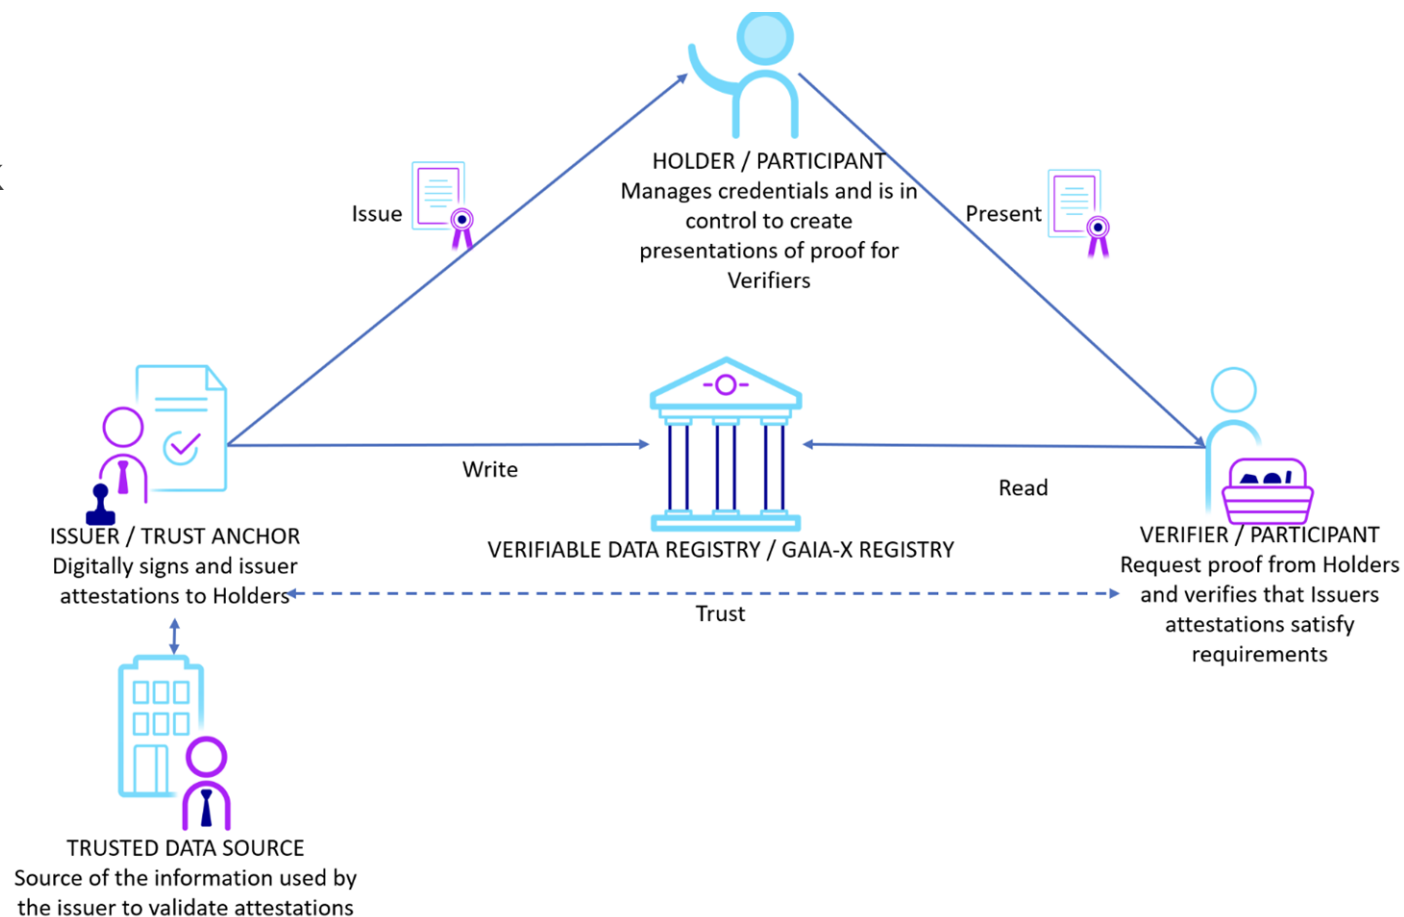 HOLDER / PARTICIPANT
Manages credentials and is in
control to create
presentations of proof for
Verifiers
Issue
Present
Write
Read
ISSUER / TRUST ANCHOR
Digitally signs and issuer
attestations to Holders
VERIFIABLE DATA REGISTRY / GAIA-X REGISTRY
Trust
VERIFIER / PARTICIPANT
Request proof from Holders
and verifies that Issuers
attestations satisfy
requirements
TRUSTED DATA SOURCE
Source of the information used by
the issuer to validate attestations